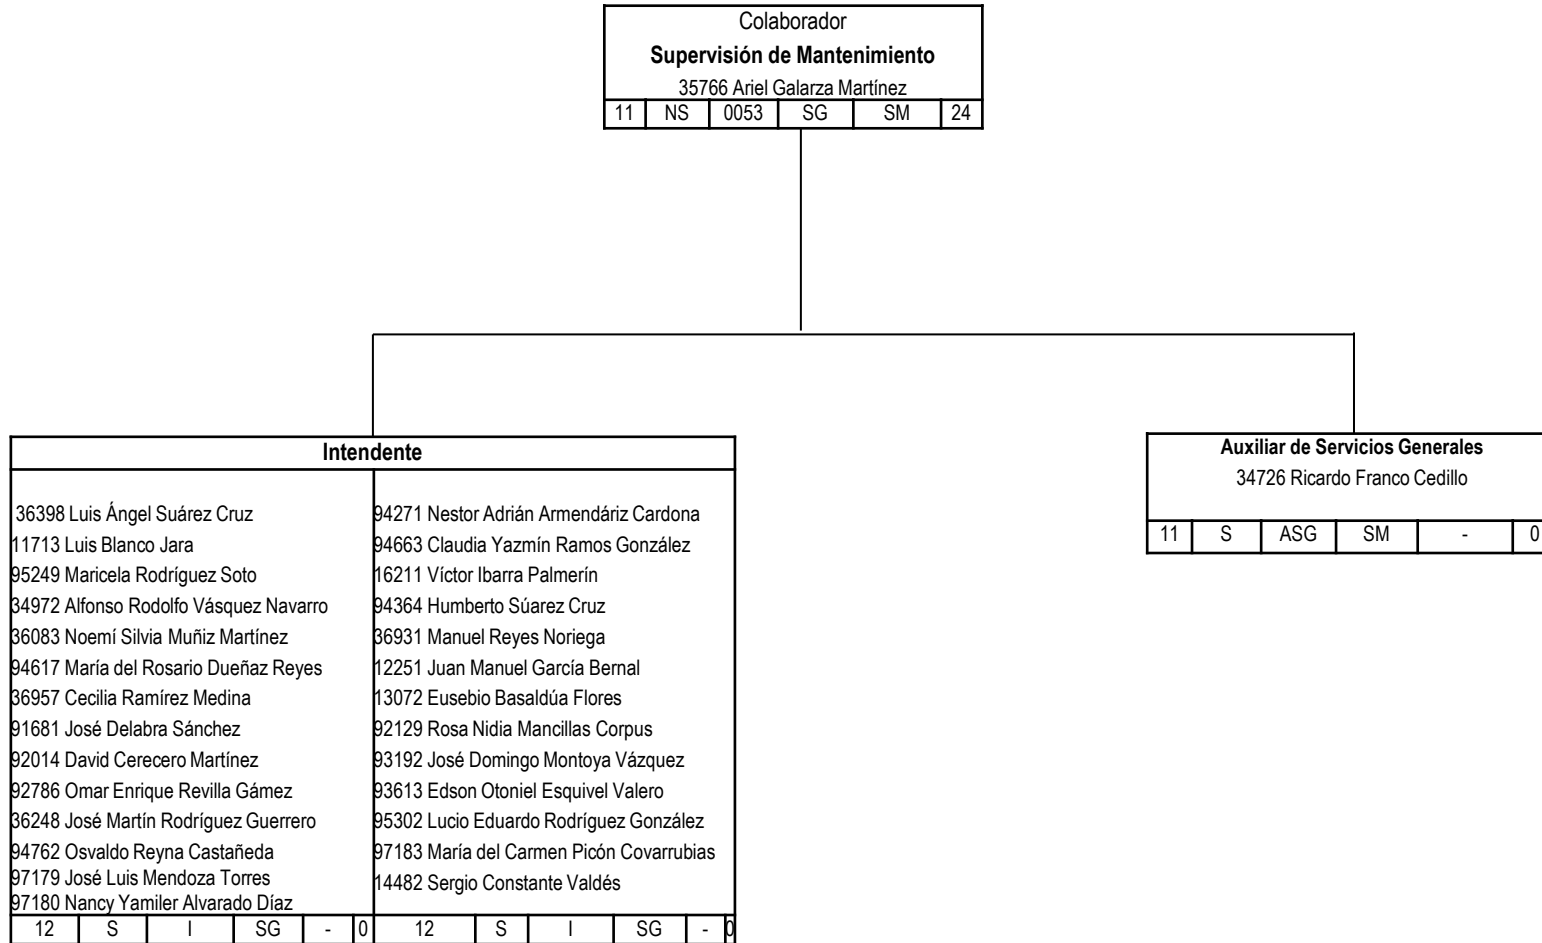 Colaborador
Supervisión de Mantenimiento
35766 Ariel Galarza Martínez
11 NS 0053 SG SM 24
Intendente
36398 Luis Ángel Suárez Cruz
11713 Luis Blanco Jara
95249 Maricela Rodríguez Soto
34972 Alfonso Rodolfo Vásquez Navarro
36083 Noemí Silvia Muñiz Martínez
94617 María del Rosario Dueñaz Reyes
36957 Cecilia Ramírez Medina
91681 José Delabra Sánchez
92014 David Cerecero Martínez
92786 Omar Enrique Revilla Gámez
36248 José Martín Rodríguez Guerrero
94762 Osvaldo Reyna Castañeda
97179 José Luis Mendoza Torres
97180 Nancy Yamiler Alvarado Díaz
12 S I SG - 0
94271 Nestor Adrián Armendáriz Cardona
94663 Claudia Yazmín Ramos González
16211 Víctor Ibarra Palmerín
94364 Humberto Súarez Cruz
36931 Manuel Reyes Noriega
12251 Juan Manuel García Bernal
13072 Eusebio Basaldúa Flores
92129 Rosa Nidia Mancillas Corpus
93192 José Domingo Montoya Vázquez
93613 Edson Otoniel Esquivel Valero
95302 Lucio Eduardo Rodríguez González
97183 María del Carmen Picón Covarrubias
14482 Sergio Constante Valdés
12 S I SG - 0
Auxiliar de Servicios Generales
34726 Ricardo Franco Cedillo
11 S ASG SM - 0